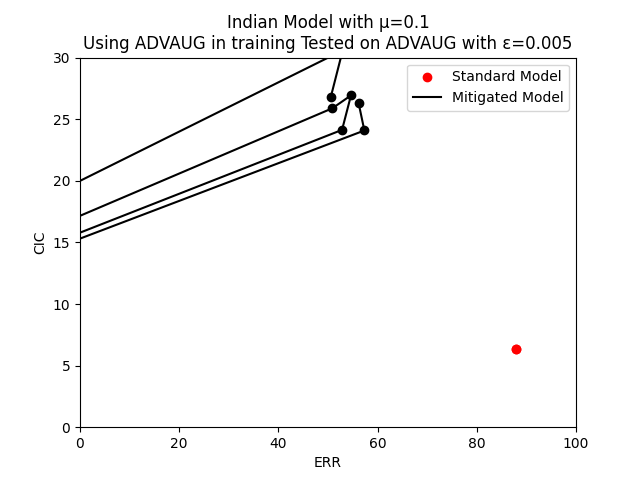 Indian Model with μ=0.1
Using ADVAUG in training Tested on ADVAUG with ε=0.005
30
25
20
15
10
5
0
CIC
Standard Model
Mitigated Model
0 20 40 60 80 100
ERR